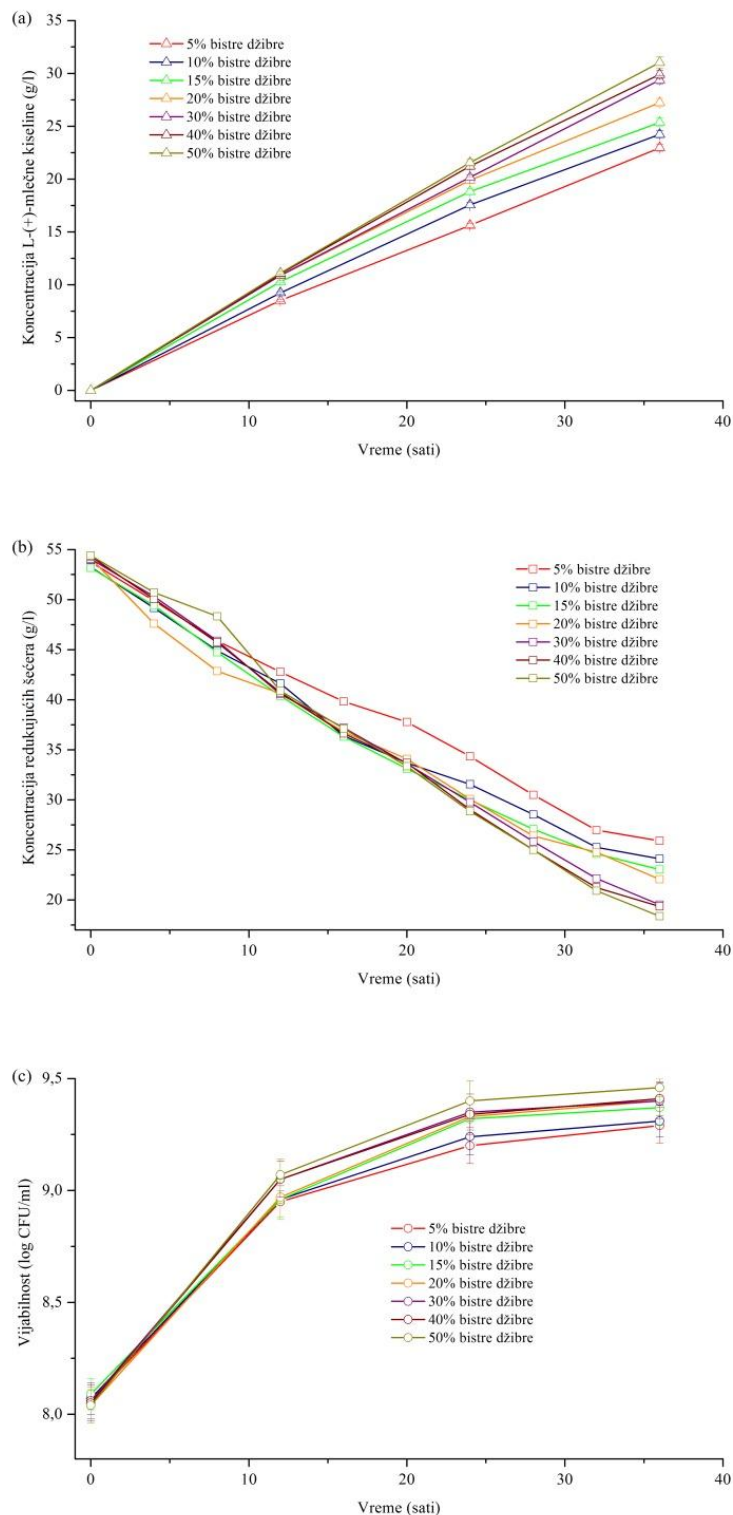 (a)
35
30
25
20
15
10
5
0
Koncentracija L-(+)-mlečne kiseline (g/l)
5% bistre džibre
10% bistre džibre
15% bistre džibre
20% bistre džibre
30% bistre džibre
40% bistre džibre
50% bistre džibre
0 10 20 30 40
Vreme (sati)
(b)
55
50
45
40
35
30
25
20
Koncentracija redukujućih šećera (g/l)
5% bistre džibre
10% bistre džibre
15% bistre džibre
20% bistre džibre
30% bistre džibre
40% bistre džibre
50% bistre džibre
0 10 20 30 40
Vreme (sati)
(c)
9,5
9,0
8,5
8,0
Vijabilnost (log CFU/ml)
5% bistre džibre
10% bistre džibre
15% bistre džibre
20% bistre džibre
30% bistre džibre
40% bistre džibre
50% bistre džibre
0 10 20 30 40
Vreme (sati)